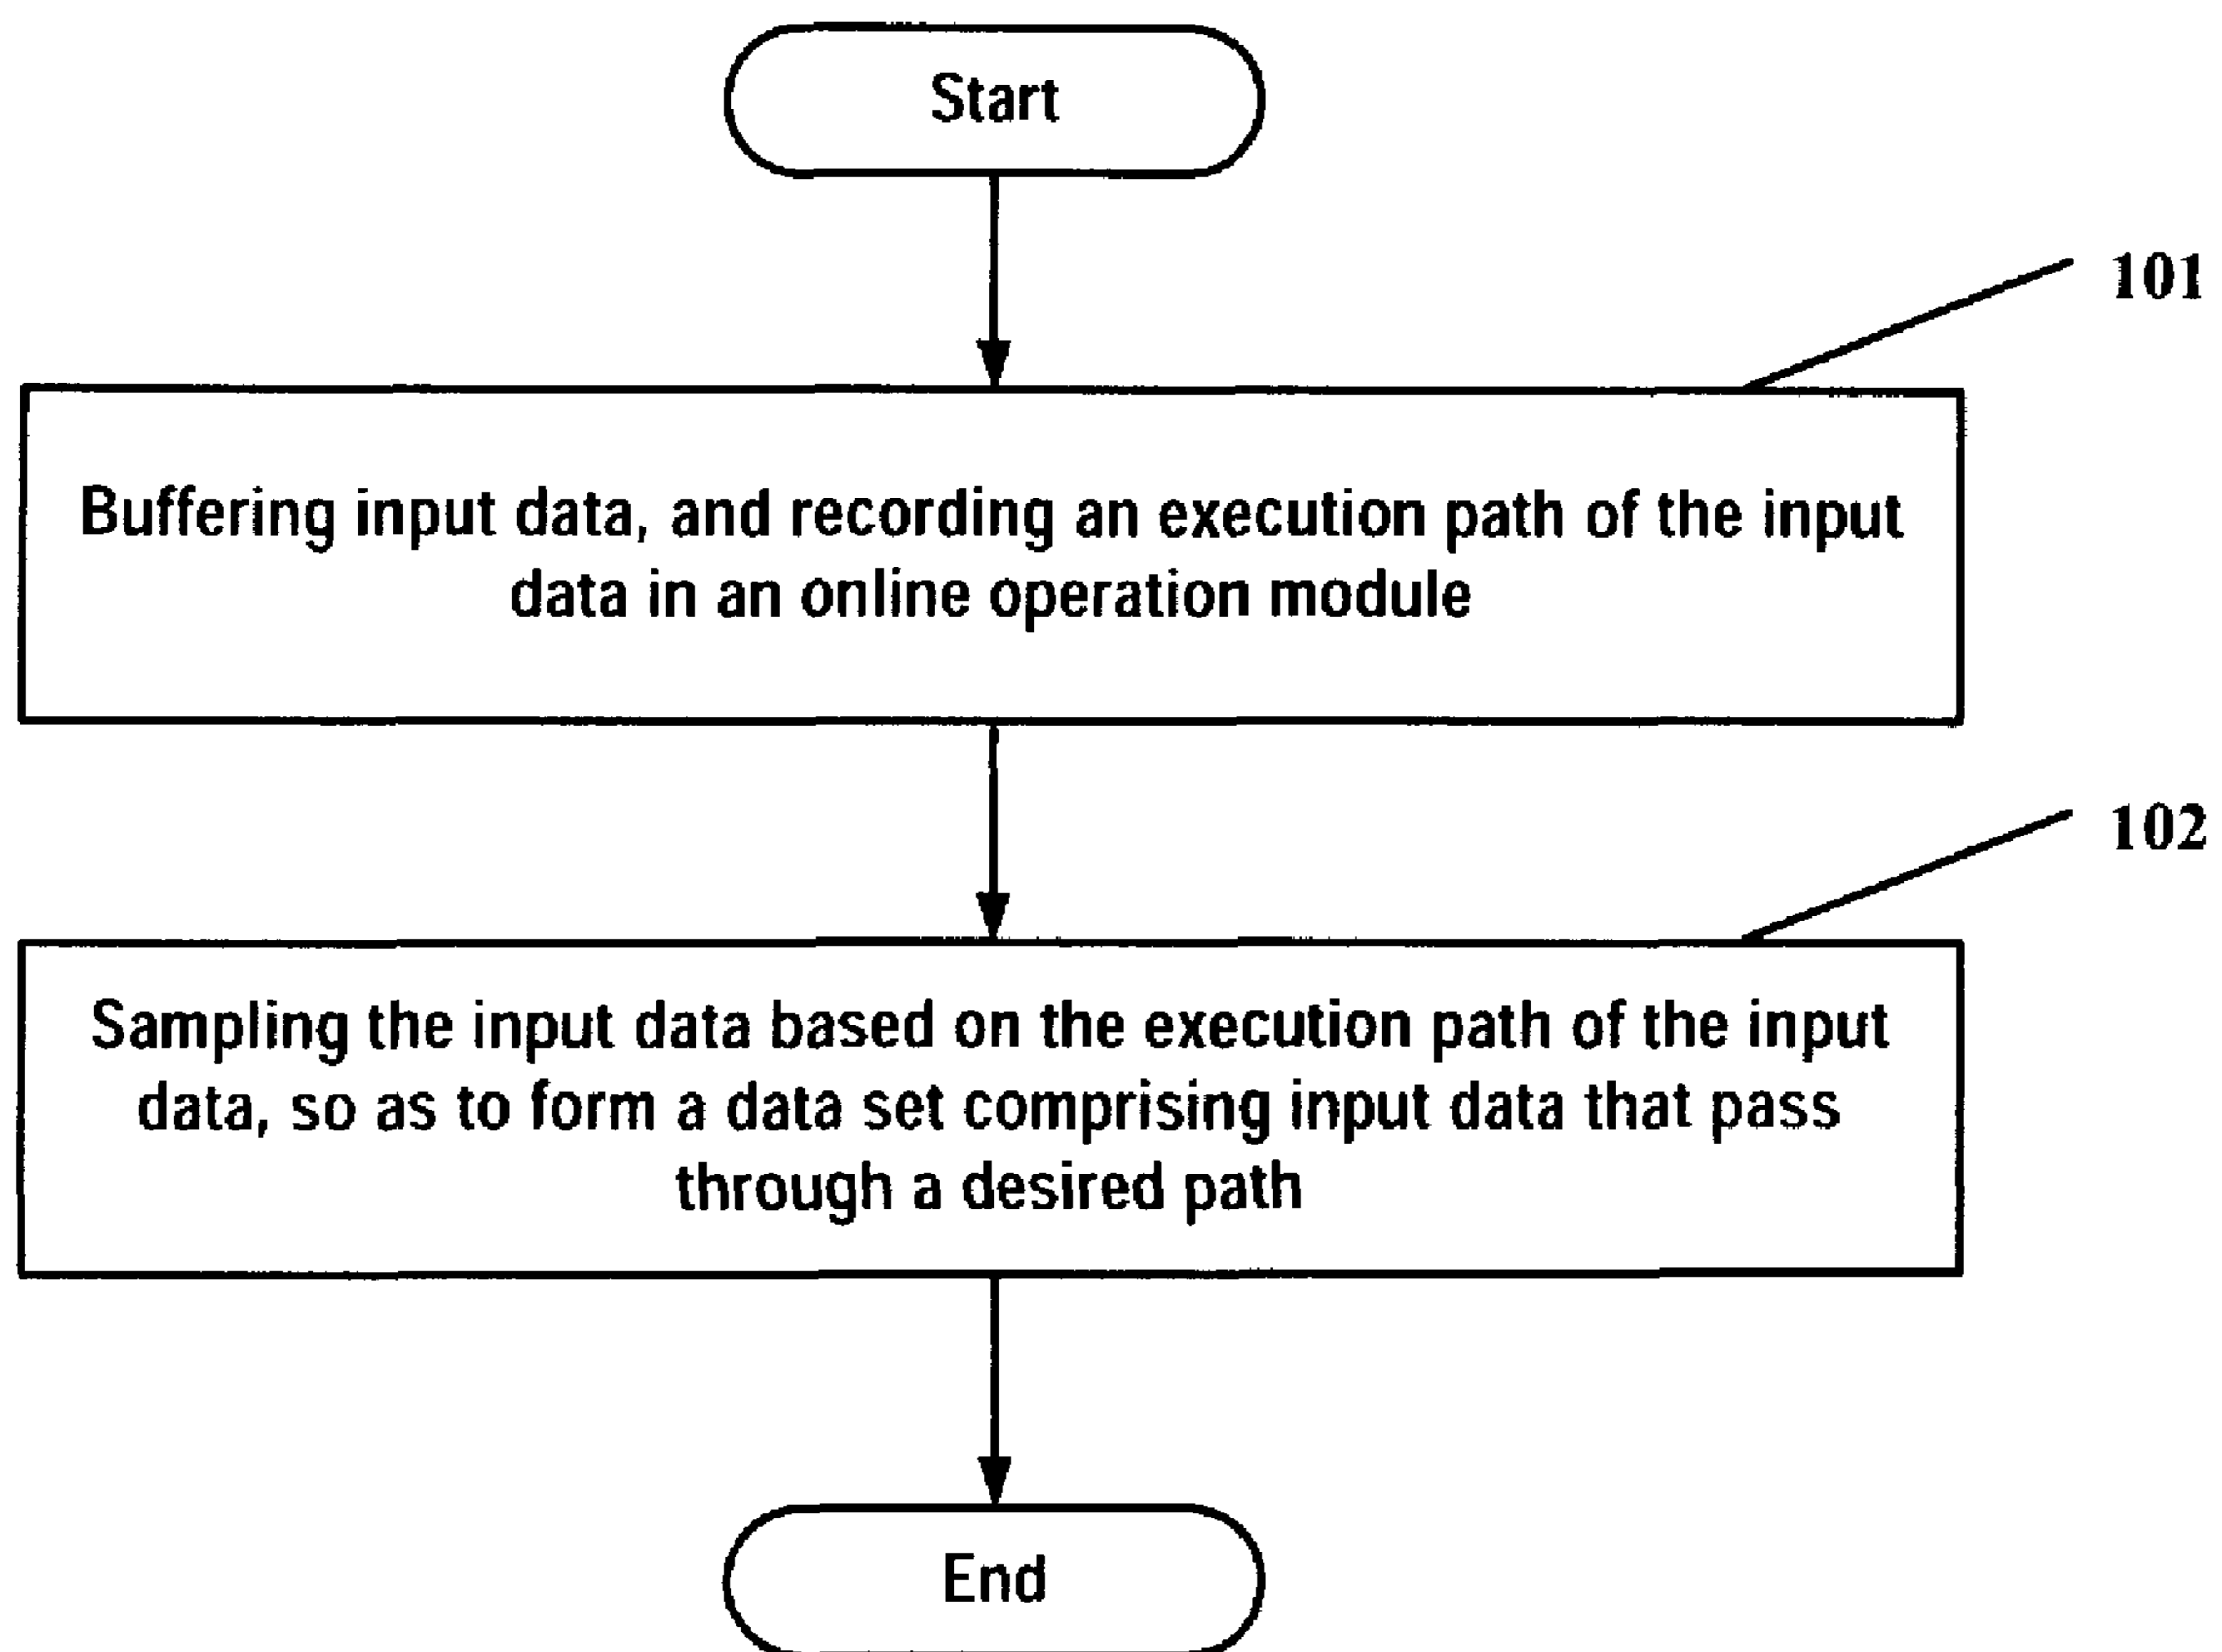 Start
101
Buffering input data, and recording an execution path of the input
data in an online operation module
102
Sampling the input data based on the execution path of the input
data, so as to form a data set comprising input data that pass
through a desired path
End